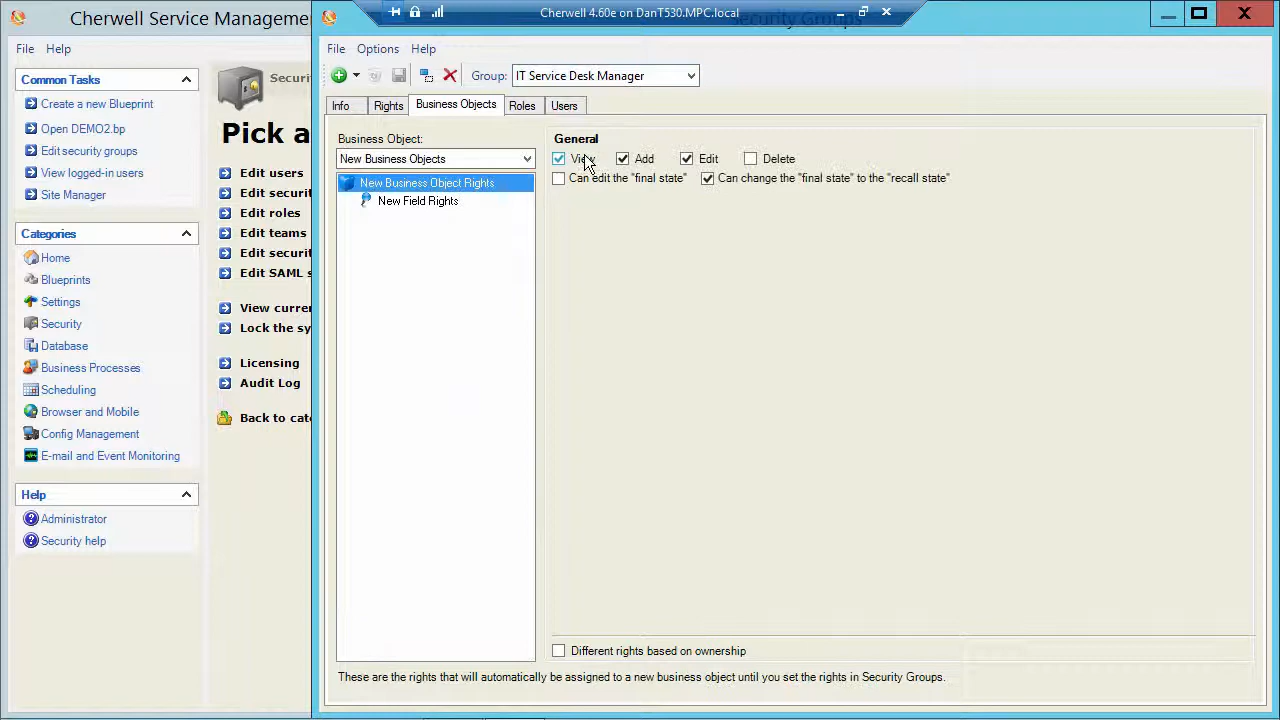 Cherwell Service Manageme
File
Help
Common Tasks
Create a new Blueprint
Open DEMO2.bp
Edit security groups
View logged-in users
Site Manager
Categories
Home
Blueprints
Settings
Security
Database
Business Processes
Scheduling
Browser and Mobile
Config Management
E-mail and Event Monitoring
Help
Administrator
Security help
Securi
Pick a
Edit users
Edit securi
Edit roles
Edit teams
Edit securi
Edit SAML s
View curre
Lock the sy
Licensing
Audit Log
Back to cat
Cherwell 4.60e on DanT530.MPC.local
Security Groups
File
Options
Help
Group:
IT Service Desk Manager
Info
Rights
Business Objects
Roles
Users
Business Object:
New Business Objects
New Business Object Rights
New Field Rights
General
View
Add
Edit
Delete
Can edit the "final state"
Can change the "final state" to the "recall state"
Different rights based on ownership
These are the rights that will automatically be assigned to a new business object until you set the rights in Security Groups.